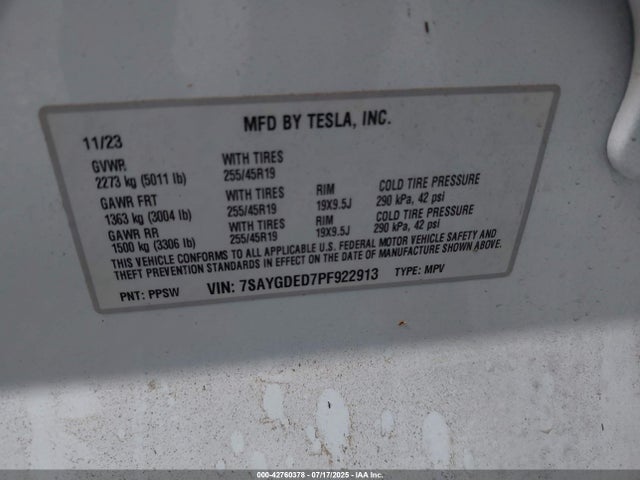 MFD BY TESLA, INC.
11/23
GVWR
2273 kg (5011 lb)
WITH TIRES
255/45R19
GAWR FRT
1363 kg (3004 lb)
WITH TIRES
255/45R19
RIM
19X9.5J
COLD TIRE PRESSURE
290 kPa, 42 psi
GAWR RR
1500 kg (3306 lb)
WITH TIRES
255/45R19
RIM
19X9.5J
COLD TIRE PRESSURE
290 kPa, 42 psi
THIS VEHICLE CONFORMS TO ALL APPLICABLE U.S. FEDERAL MOTOR VEHICLE SAFETY AND
THEFT PREVENTION STANDARDS IN EFFECT ON THE DATE OF MANUFACTURE SHOWN ABOVE.
PNT: PPSW VIN: 7SAYGDED7PF922913 TYPE: MPV
000-42760378 - 07/17/2025 - IAA Inc.